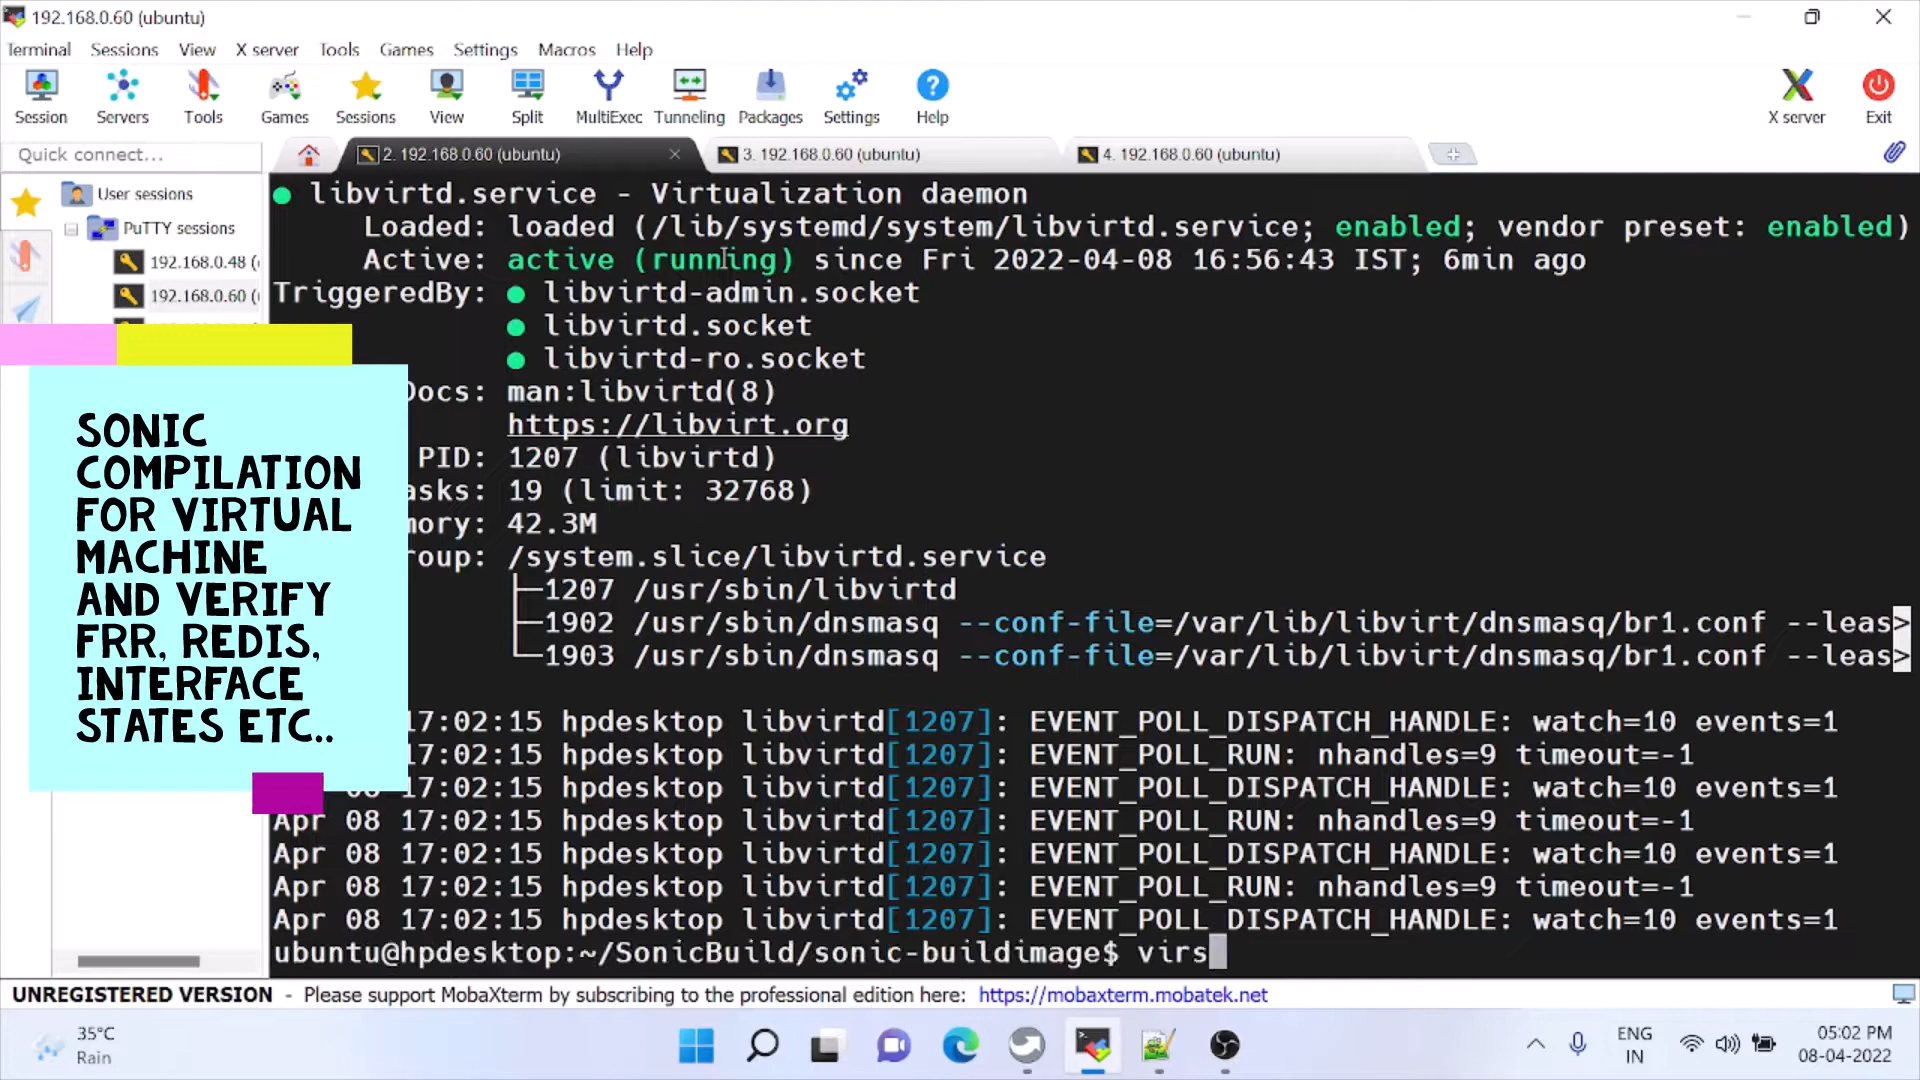 192.168.0.60 (ubuntu)
Terminal Sessions View X server Tools Games Settings Macros Help
Session Servers Tools Games Sessions View Split MultiExec Tunneling Packages Settings Help X server Exit
Quick connect...
2. 192.168.0.60 (ubuntu)
3. 192.168.0.60 (ubuntu)
4. 192.168.0.60 (ubuntu)
User sessions
PuTTY sessions
192.168.0.48 (
192.168.0.60 (
SONIC
COMPILATION
FOR VIRTUAL
MACHINE
AND VERIFY
FRR, REDIS,
INTERFACE
STATES ETC..
● libvirtd.service - Virtualization daemon
Loaded: loaded (/lib/systemd/system/libvirtd.service; enabled; vendor preset: enabled)
Active: active (running) since Fri 2022-04-08 16:56:43 IST; 6min ago
TriggeredBy: ● libvirtd-admin.socket
● libvirtd.socket
● libvirtd-ro.socket
Docs: man:libvirtd(8)
https://libvirt.org
PID: 1207 (libvirtd)
asks: 19 (limit: 32768)
mory: 42.3M
roup: /system.slice/libvirtd.service
├─1207 /usr/sbin/libvirtd
├─1902 /usr/sbin/dnsmasq --conf-file=/var/lib/libvirt/dnsmasq/br1.conf --leas>
└─1903 /usr/sbin/dnsmasq --conf-file=/var/lib/libvirt/dnsmasq/br1.conf --leas>
17:02:15 hpdesktop libvirtd[1207]: EVENT_POLL_DISPATCH_HANDLE: watch=10 events=1
17:02:15 hpdesktop libvirtd[1207]: EVENT_POLL_RUN: nhandles=9 timeout=-1
17:02:15 hpdesktop libvirtd[1207]: EVENT_POLL_DISPATCH_HANDLE: watch=10 events=1
Apr 08 17:02:15 hpdesktop libvirtd[1207]: EVENT_POLL_RUN: nhandles=9 timeout=-1
Apr 08 17:02:15 hpdesktop libvirtd[1207]: EVENT_POLL_DISPATCH_HANDLE: watch=10 events=1
Apr 08 17:02:15 hpdesktop libvirtd[1207]: EVENT_POLL_RUN: nhandles=9 timeout=-1
Apr 08 17:02:15 hpdesktop libvirtd[1207]: EVENT_POLL_DISPATCH_HANDLE: watch=10 events=1
ubuntu@hpdesktop:~/SonicBuild/sonic-buildimage$ virs
UNREGISTERED VERSION - Please support MobaXterm by subscribing to the professional edition here: https://mobaxterm.mobatek.net
35°C
Rain
ENG
IN
05:02 PM
08-04-2022